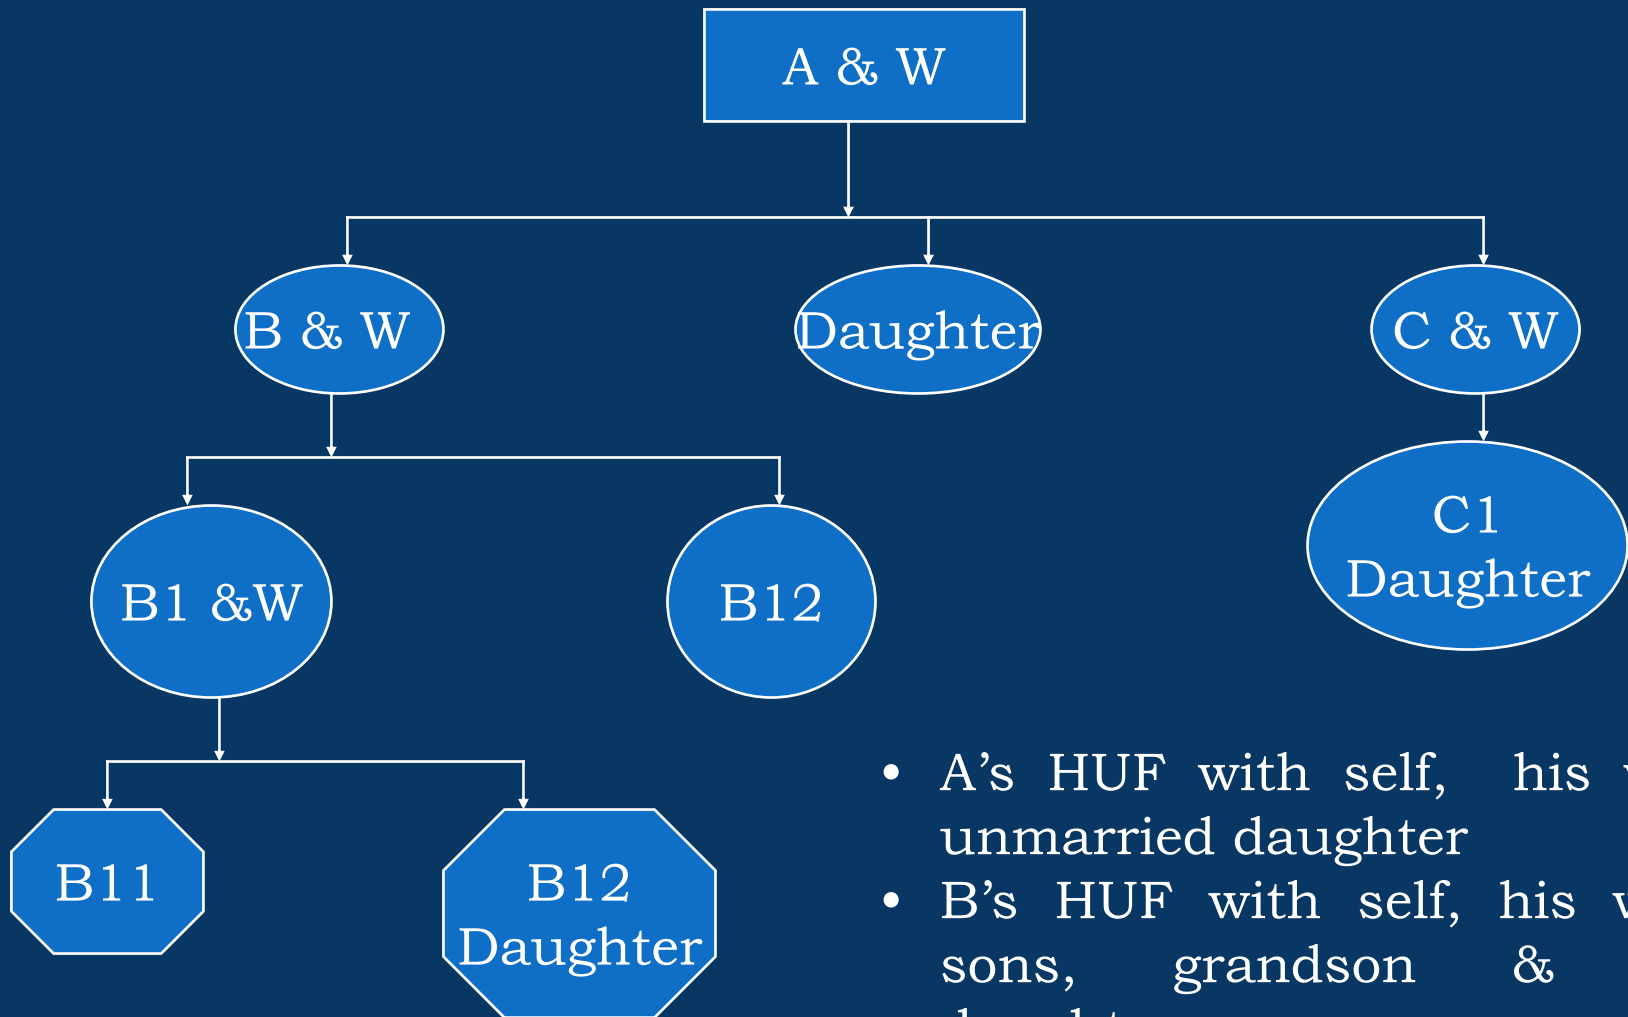 A & W
B & W
Daughter
C & W
C1
Daughter
B1 &W
B12
B11
B12
Daughter
• A’s HUF with self, his
unmarried daughter
• B’s HUF with self, his
sons, grandson &